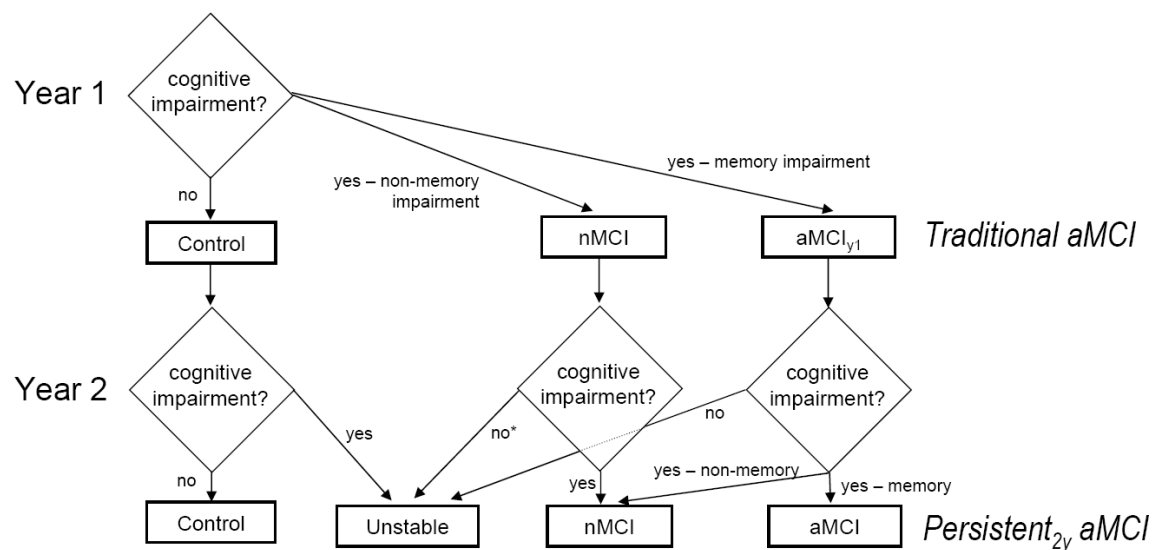 cognitive
impairment?
Year 1
yes – memory impairment
yes – non-memory
impairment
no
Control
nMCI
aMCIy1
Traditional aMCI
cognitive
impairment?
cognitive
impairment?
cognitive
impairment?
Year 2
yes
no*
no
no
yes
yes – non-memory
yes – memory
Control
Unstable
nMCI
aMCI
Persistent2y aMCI